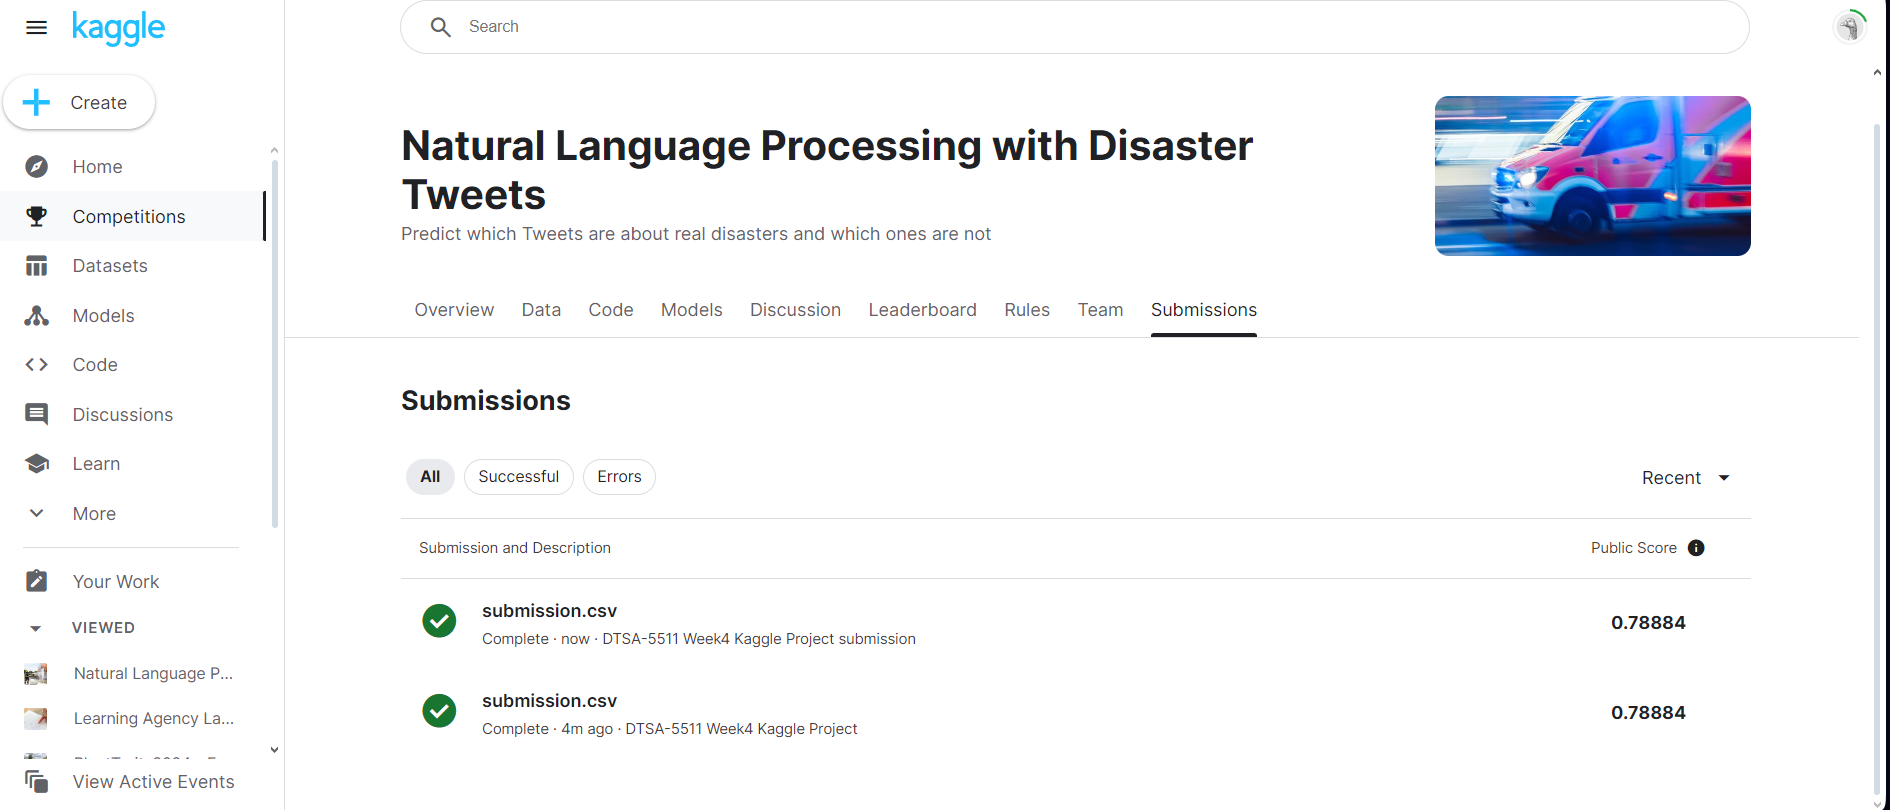 kaggle
Search
Create
Home
Competitions
Datasets
Models
Code
Discussions
Learn
More
Your Work
VIEWED
Natural Language P...
Learning Agency La...
View Active Events
Natural Language Processing with Disaster
Tweets
Predict which Tweets are about real disasters and which ones are not
Overview Data Code Models Discussion Leaderboard Rules Team Submissions
Submissions
All Successful Errors Recent
Submission and Description Public Score
submission.csv 0.78884
Complete · now · DTSA-5511 Week4 Kaggle Project submission
submission.csv 0.78884
Complete · 4m ago · DTSA-5511 Week4 Kaggle Project